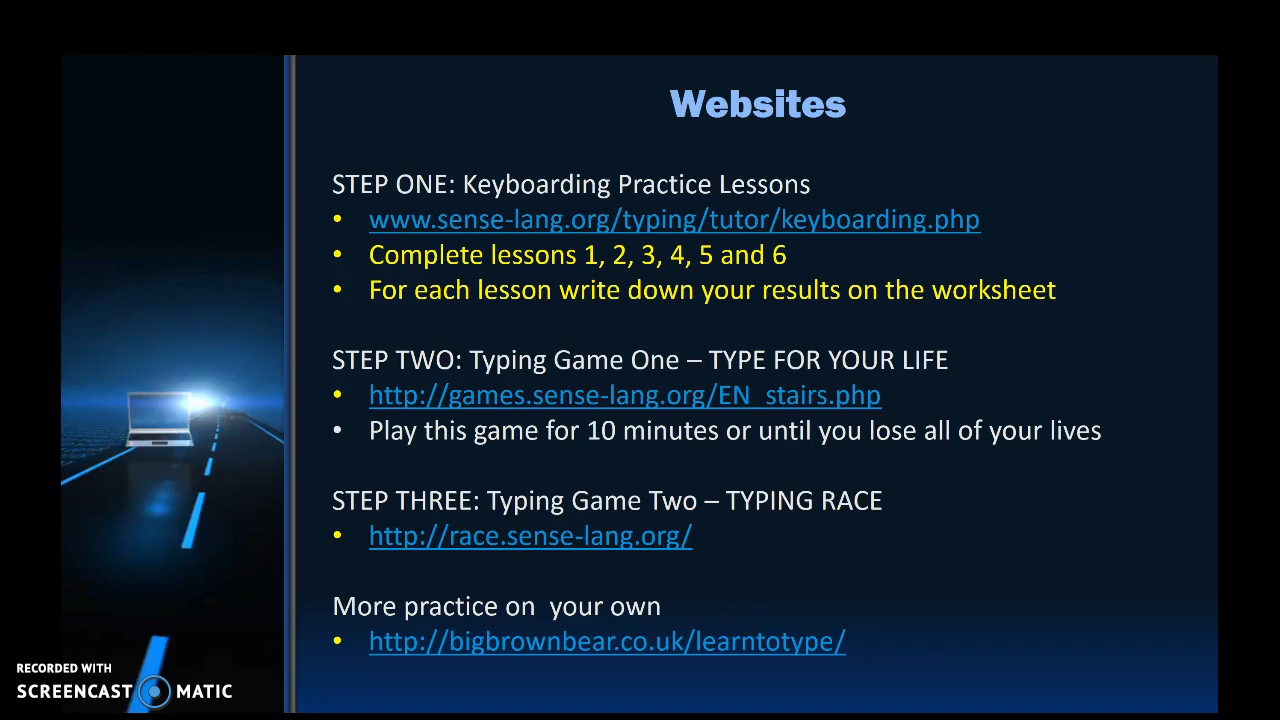 Websites
STEP ONE: Keyboarding Practice Lessons
• www.sense-lang.org/typing/tutor/keyboarding.php
• Complete lessons 1, 2, 3, 4, 5 and 6
• For each lesson write down your results on the worksheet
STEP TWO: Typing Game One – TYPE FOR YOUR LIFE
• http://games.sense-lang.org/EN_stairs.php
• Play this game for 10 minutes or until you lose all of your lives
STEP THREE: Typing Game Two – TYPING RACE
• http://race.sense-lang.org/
More practice on  your own
• http://bigbrownbear.co.uk/learntotype/
RECORDED WITH
SCREENCAST MATIC